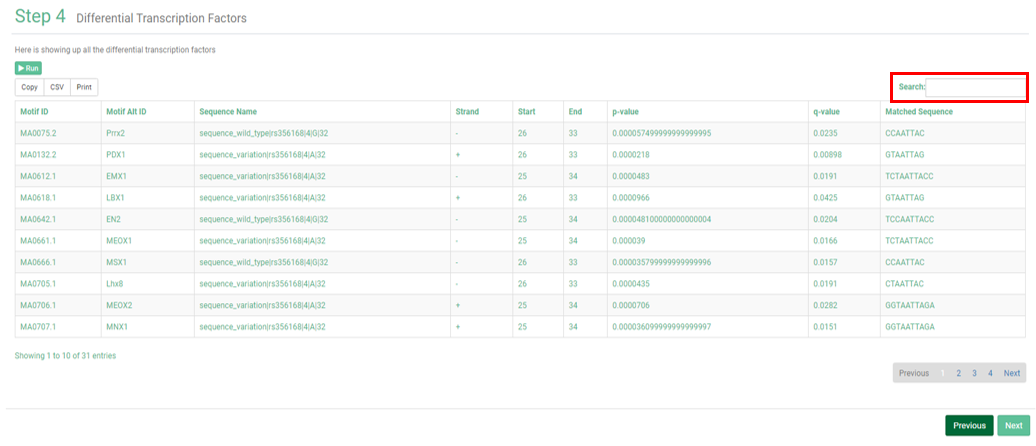 Step 4 Differential Transcription Factors
Here is showing up all the differential transcription factors
Run
Copy CSV Print Search:
Motif ID Motif Alt ID Sequence Name Strand Start End p-value q-value Matched Sequence
MA0075.2 Prrx2 sequence_wild_type|rs356168|4|G|32 - 26 33 0.0000574999999999999995 0.0235 CCAATTAC
MA0132.2 PDX1 sequence_variation|rs356168|4|A|32 + 26 33 0.0000218 0.00898 GTAATTAG
MA0612.1 EMX1 sequence_variation|rs356168|4|A|32 - 25 34 0.0000483 0.0191 TCTAATTACC
MA0618.1 LBX1 sequence_variation|rs356168|4|A|32 + 26 33 0.0000966 0.0425 GTAATTAG
MA0642.1 EN2 sequence_wild_type|rs356168|4|G|32 - 25 34 0.000048100000000000004 0.0204 TCCAATTACC
MA0661.1 MEOX1 sequence_variation|rs356168|4|A|32 - 25 34 0.000039 0.0166 TCTAATTACC
MA0666.1 MSX1 sequence_wild_type|rs356168|4|G|32 - 26 33 0.0000357999999999999996 0.0157 CCAATTAC
MA0705.1 Lhx8 sequence_variation|rs356168|4|A|32 - 26 33 0.0000435 0.0191 CTAATTAC
MA0706.1 MEOX2 sequence_variation|rs356168|4|A|32 + 25 34 0.0000706 0.0282 GGTAATTAGA
MA0707.1 MNX1 sequence_variation|rs356168|4|A|32 + 25 34 0.0000360999999999999997 0.0151 GGTAATTAGA
Showing 1 to 10 of 31 entries
Previous 1 2 3 4 Next
Previous Next